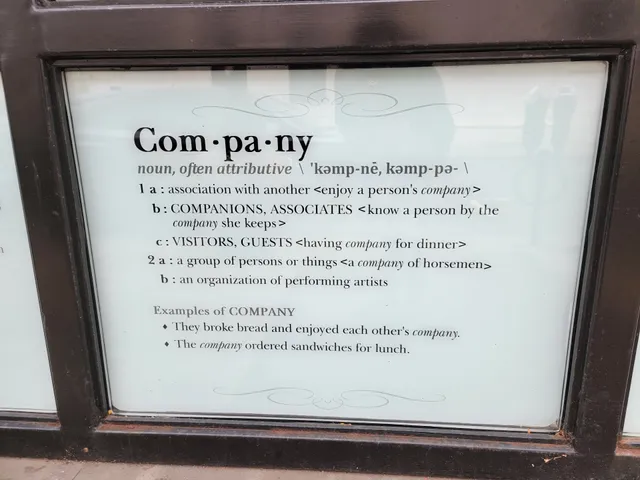 Com·pa·ny
noun, often attributive \ 'kəmp-nē, kəmp-pə- \
1 a : association with another <enjoy a person's company>
b : COMPANIONS, ASSOCIATES <know a person by the
company she keeps>
c : VISITORS, GUESTS <having company for dinner>
2 a : a group of persons or things <a company of horsemen>
b : an organization of performing artists
Examples of COMPANY
♦ They broke bread and enjoyed each other's company.
♦ The company ordered sandwiches for lunch.